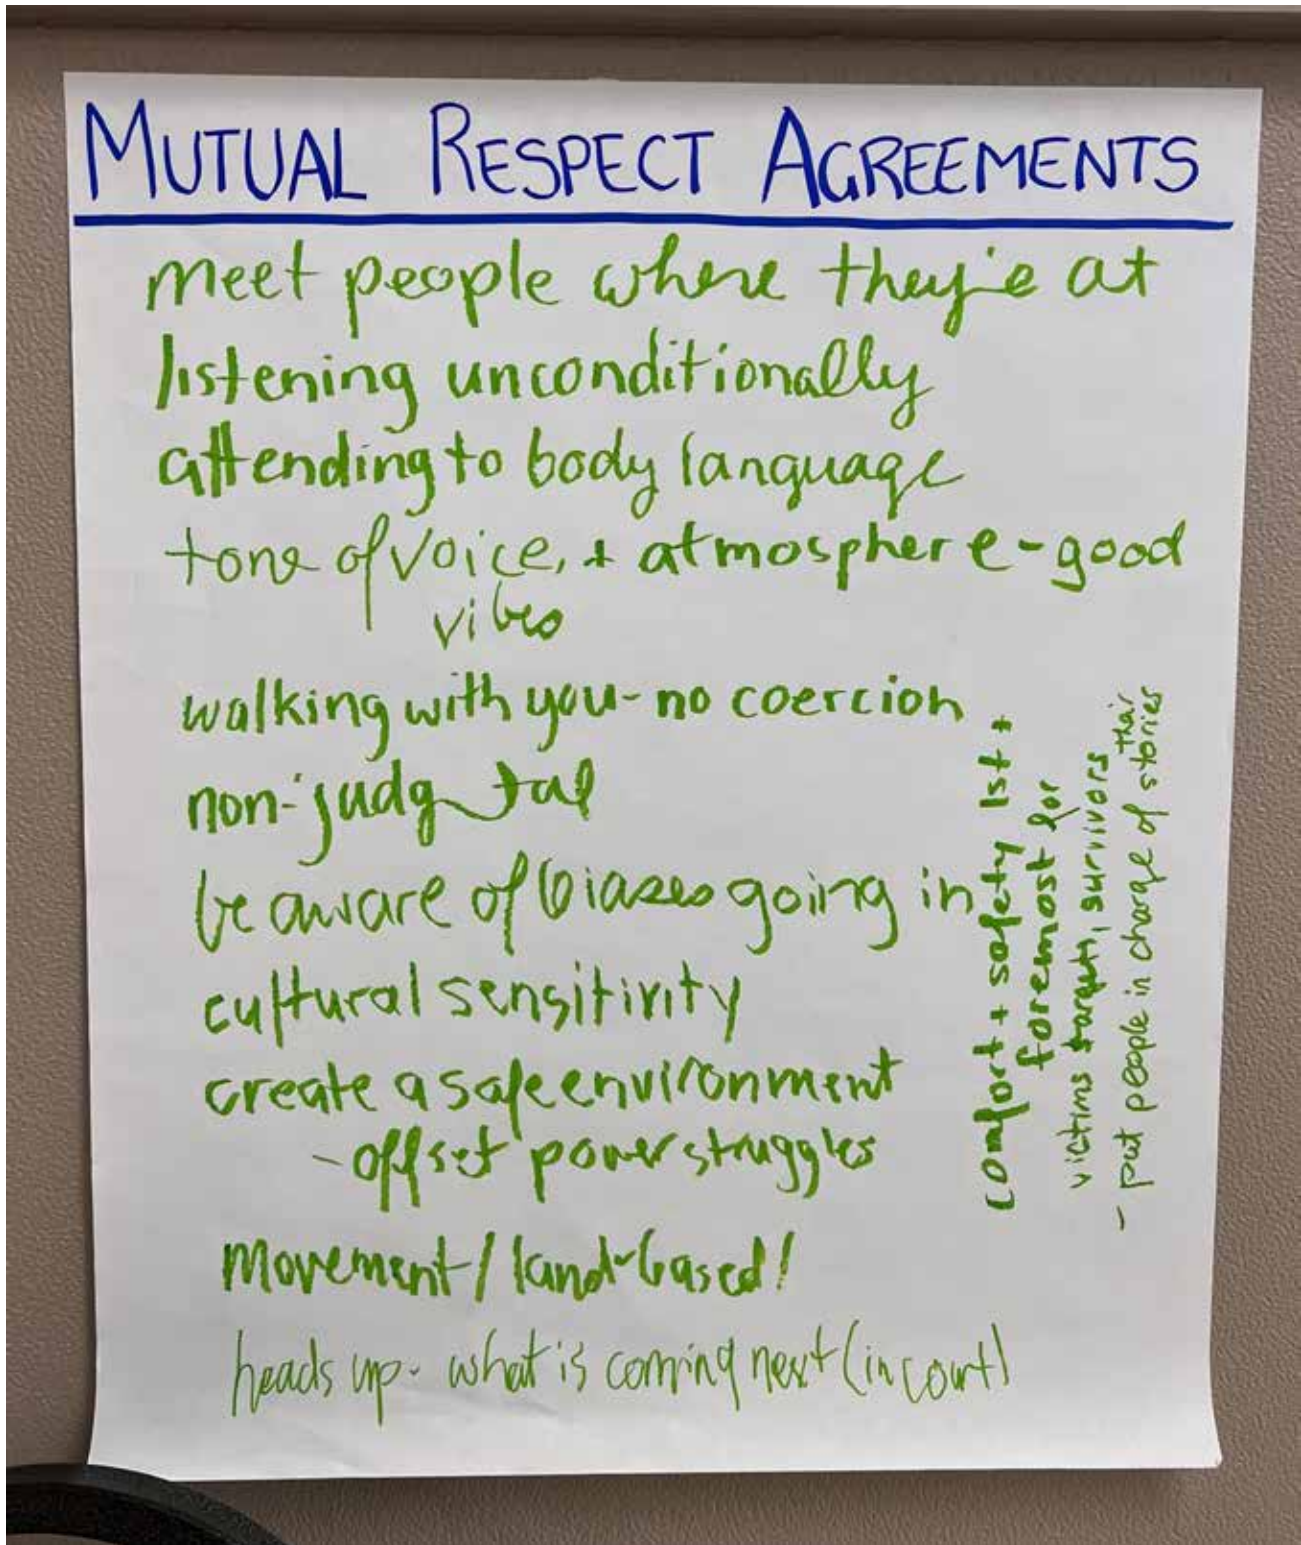 MUTUAL RESPECT AGREEMENTS
meet people where they'e at
listening unconditionally
attending to body language
tone of voice, + atmosphere - good
vibes
walking with you - no coercion
non-judg tal
be aware of biases going in
cultural sensitivity
create a safe environment
- offset power struggles
Movement / land-based!
heads up - what is coming next (in court)
comfort + safety 1st +
foremost for
victims targets, survivors
their
- put people in charge of stories